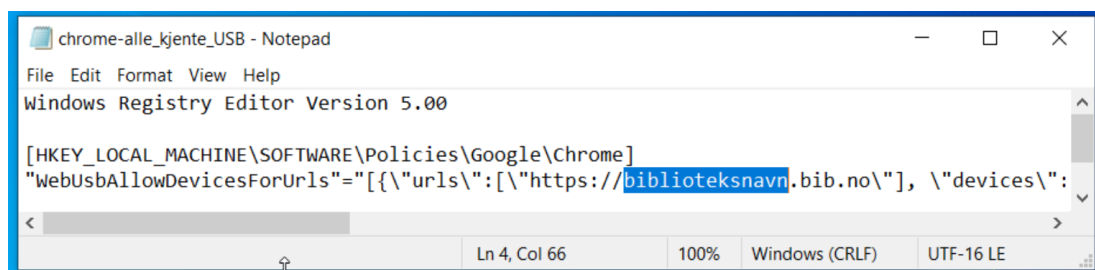 chrome-alle_kjente_USB - Notepad
File Edit Format View Help
Windows Registry Editor Version 5.00
[HKEY_LOCAL_MACHINE\SOFTWARE\Policies\Google\Chrome]
"WebUsbAllowDevicesForUrls"="[{\"urls\":[\"https://biblioteksnavn.bib.no\"], \"devices\":
Ln 4, Col 66 100% Windows (CRLF) UTF-16 LE